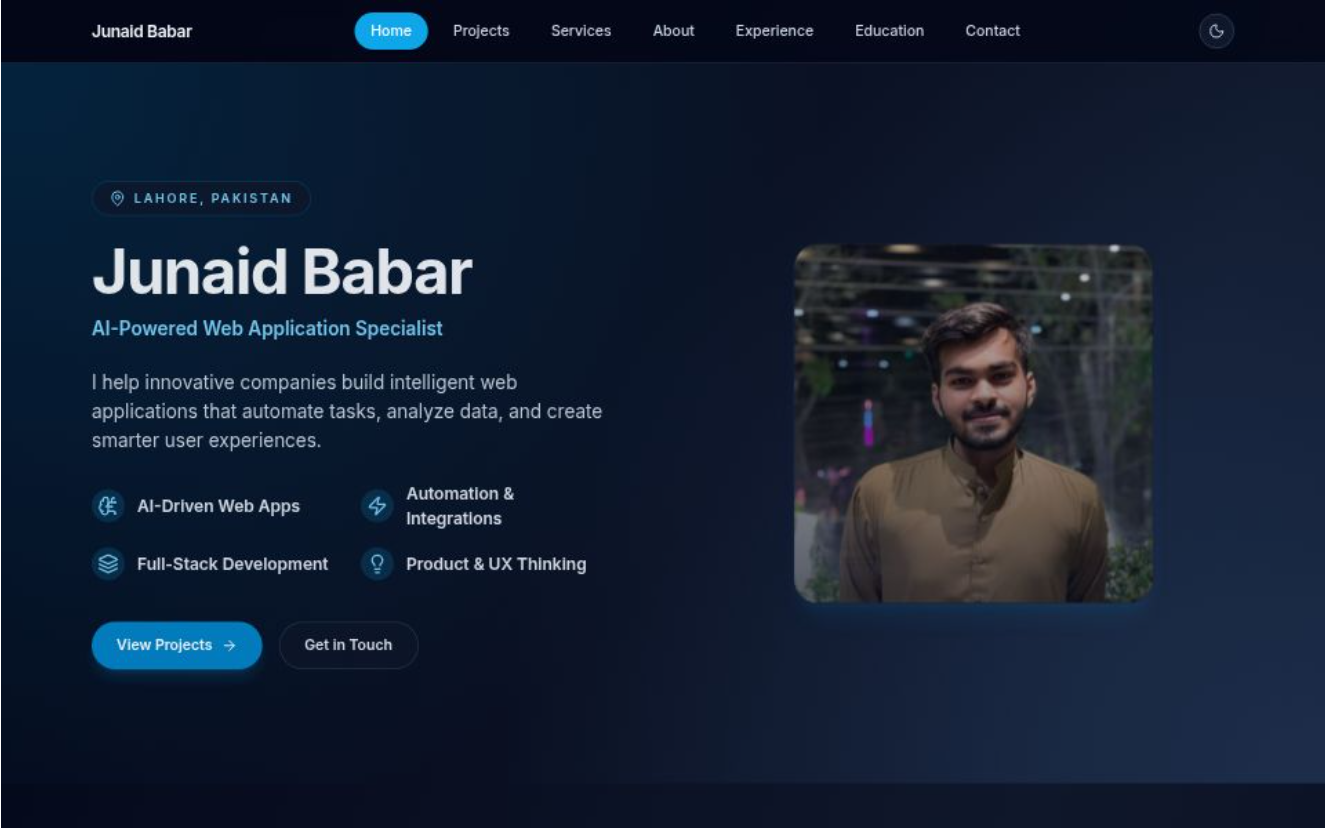 Junaid Babar
Home
Projects
Services
About
Experience
Education
Contact
LAHORE, PAKISTAN
Junaid Babar
AI-Powered Web Application Specialist
I help innovative companies build intelligent web
applications that automate tasks, analyze data, and create
smarter user experiences.
AI-Driven Web Apps
Automation &
Integrations
Full-Stack Development
Product & UX Thinking
View Projects
Get in Touch